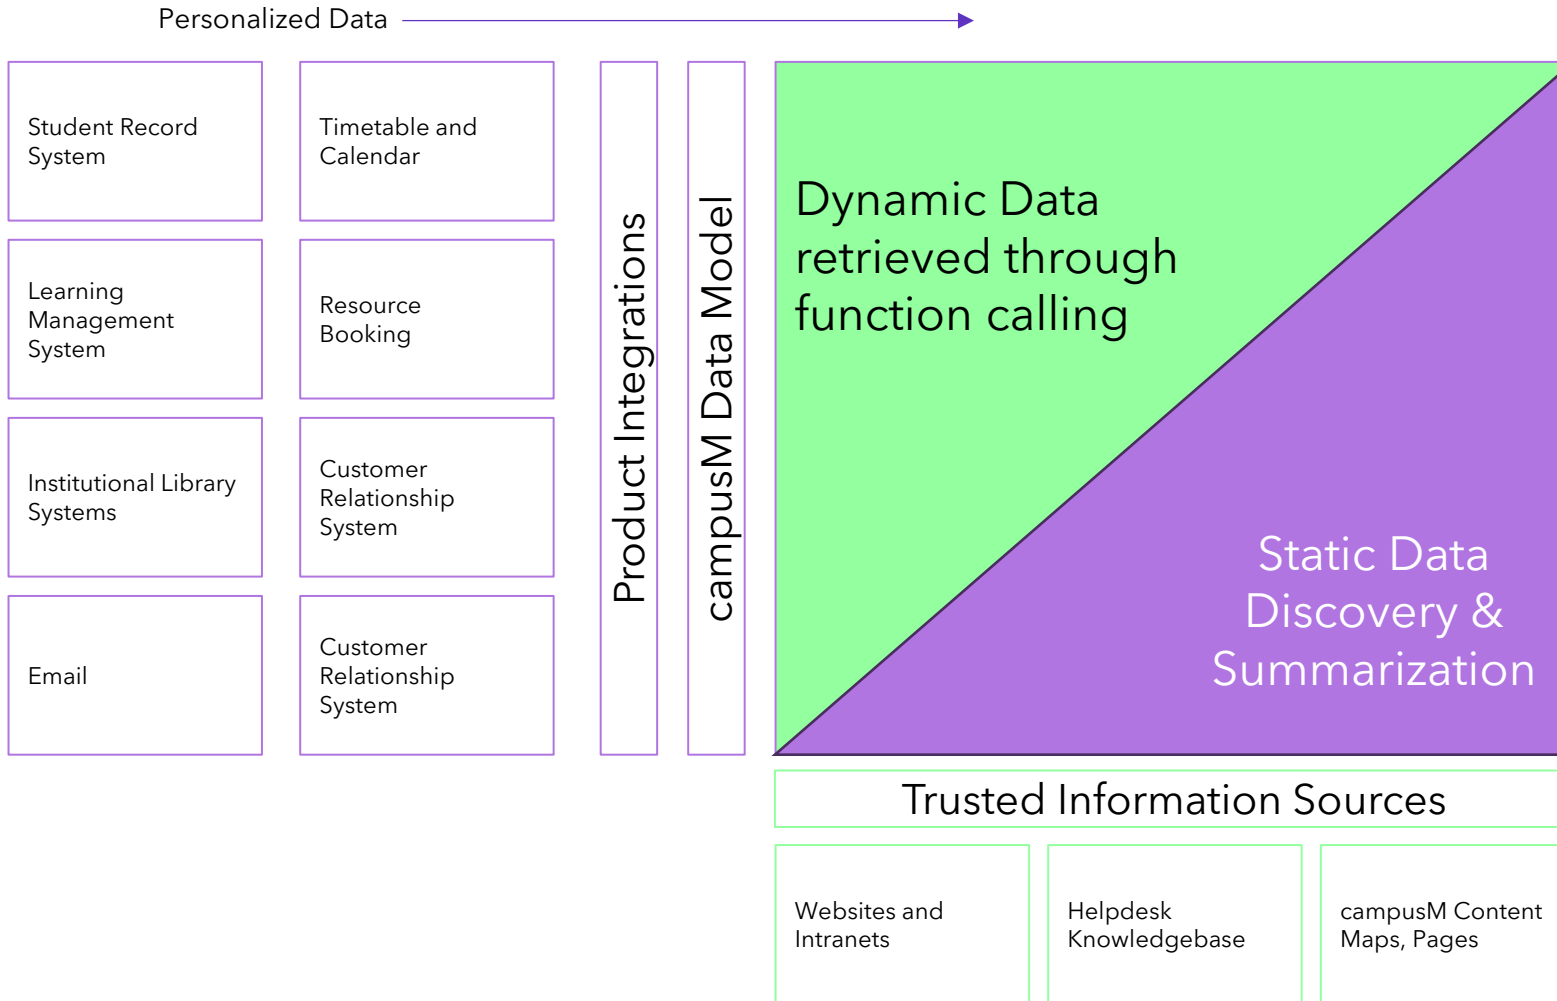 Personalized Data
Student Record
System
Timetable and
Calendar
Learning
Management
System
Resource
Booking
Institutional Library
Systems
Customer
Relationship
System
Email
Customer
Relationship
System
Product Integrations
campusM Data Model
Dynamic Data
retrieved through
function calling
Static Data
Discovery &
Summarization
Trusted Information Sources
Websites and
Intranets
Helpdesk
Knowledgebase
campusM Content
Maps, Pages